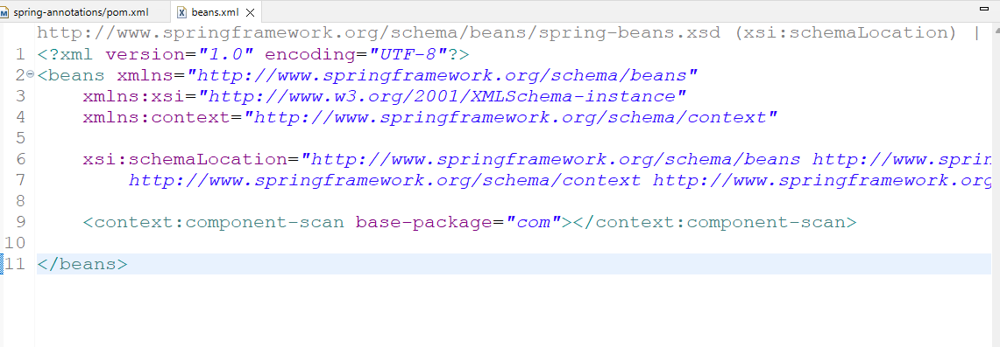 spring-annotations/pom.xml beans.xml
http://www.springframework.org/schema/beans/spring-beans.xsd (xsi:schemaLocation) |
1 <?xml version="1.0" encoding="UTF-8"?>
2 <beans xmlns="http://www.springframework.org/schema/beans"
3 xmlns:xsi="http://www.w3.org/2001/XMLSchema-instance"
4 xmlns:context="http://www.springframework.org/schema/context"
5
6 xsi:schemaLocation="http://www.springframework.org/schema/beans http://www.sprin
7 http://www.springframework.org/schema/context http://www.springframework.org
8
9 <context:component-scan base-package="com"></context:component-scan>
10
11 </beans>